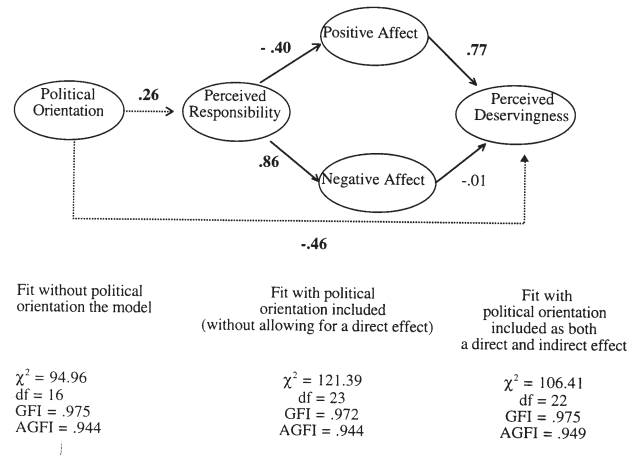 Positive Affect
- .40
.77
Political
Orientation
.26
Perceived
Responsibility
Perceived
Deservingness
.86
Negative Affect
-.01
-.46
Fit without political
orientation the model
Fit with political
orientation included
(without allowing for a direct effect)
Fit with
political orientation
included as both
a direct and indirect effect
χ² = 94.96
df = 16
GFI = .975
AGFI = .944
χ² = 121.39
df = 23
GFI = .972
AGFI = .944
χ² = 106.41
df = 22
GFI = .975
AGFI = .949